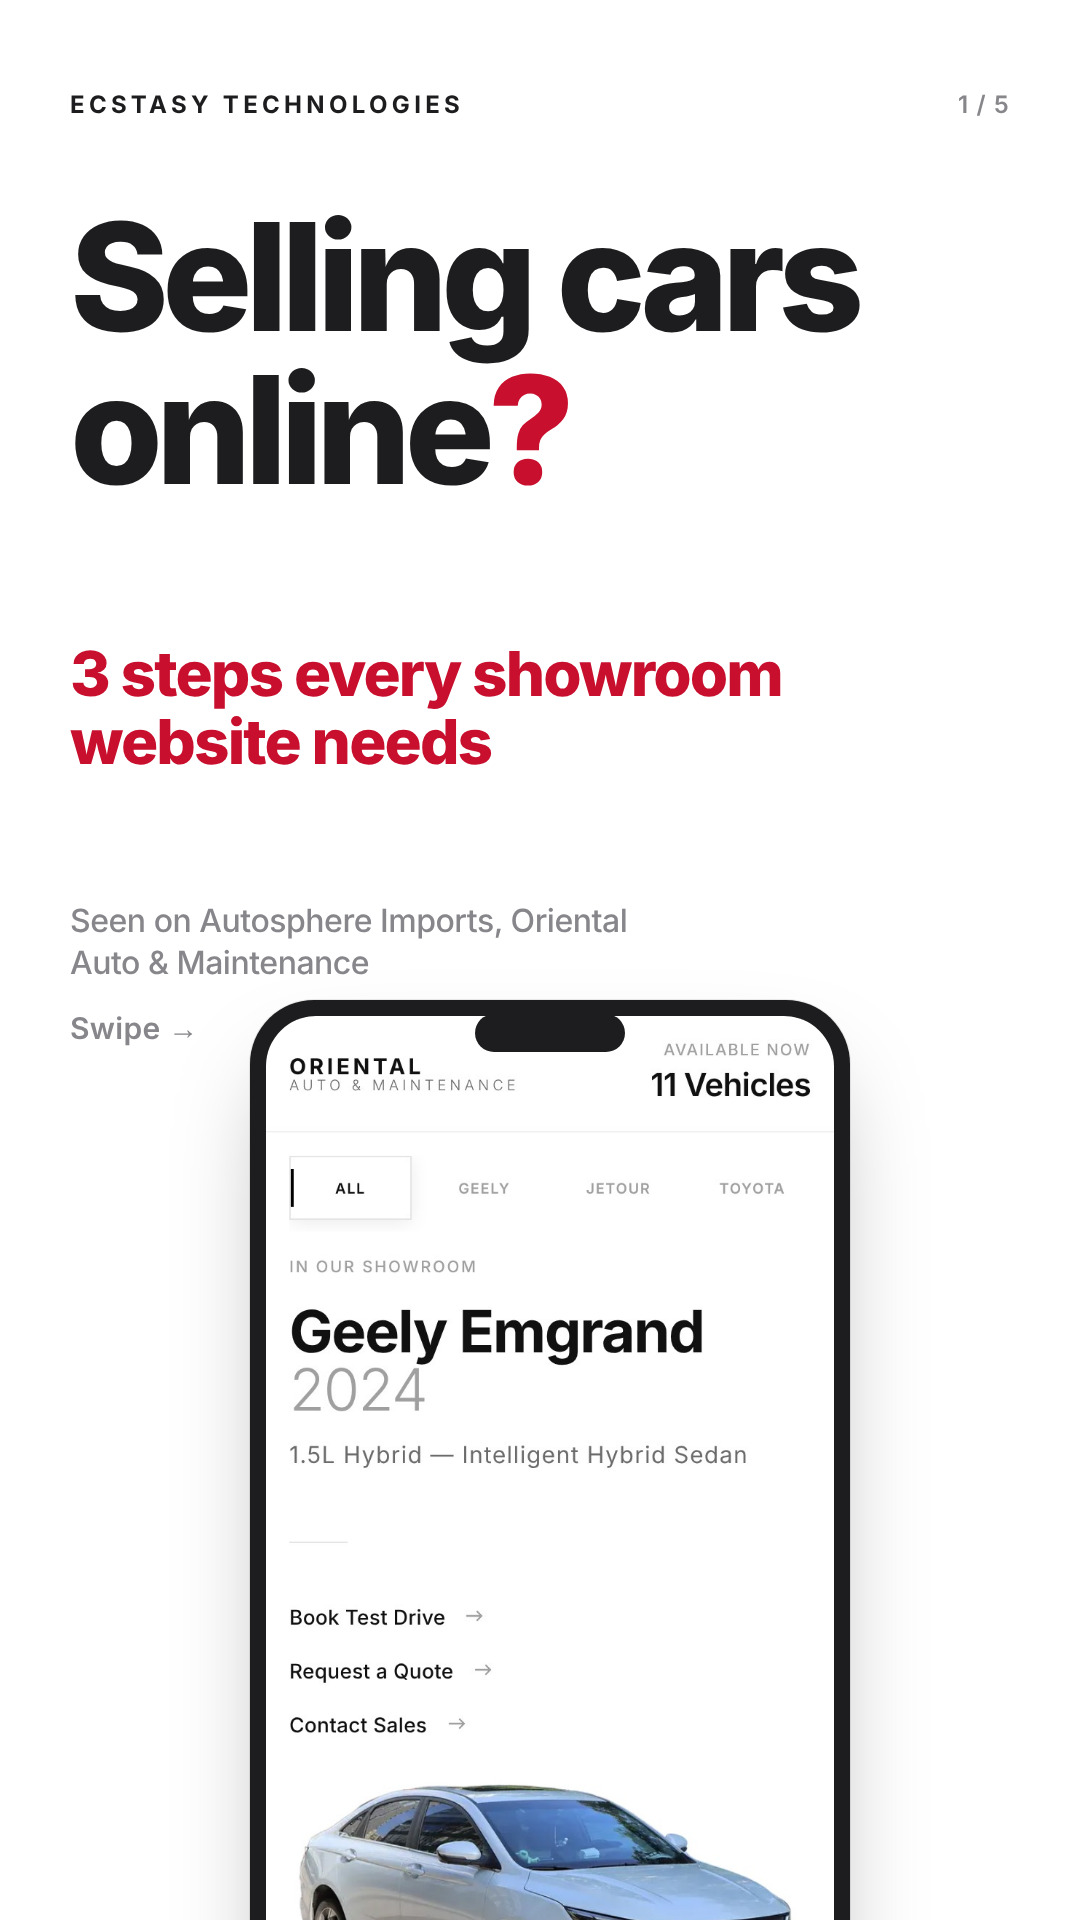 ECSTASY TECHNOLOGIES
1 / 5
Selling cars
online?
3 steps every showroom
website needs
Seen on Autosphere Imports, Oriental
Auto & Maintenance
Swipe →
ORIENTAL
AUTO & MAINTENANCE
AVAILABLE NOW
11 Vehicles
ALL
GEELY
JETOUR
TOYOTA
IN OUR SHOWROOM
Geely Emgrand
2024
1.5L Hybrid — Intelligent Hybrid Sedan
Book Test Drive →
Request a Quote →
Contact Sales →